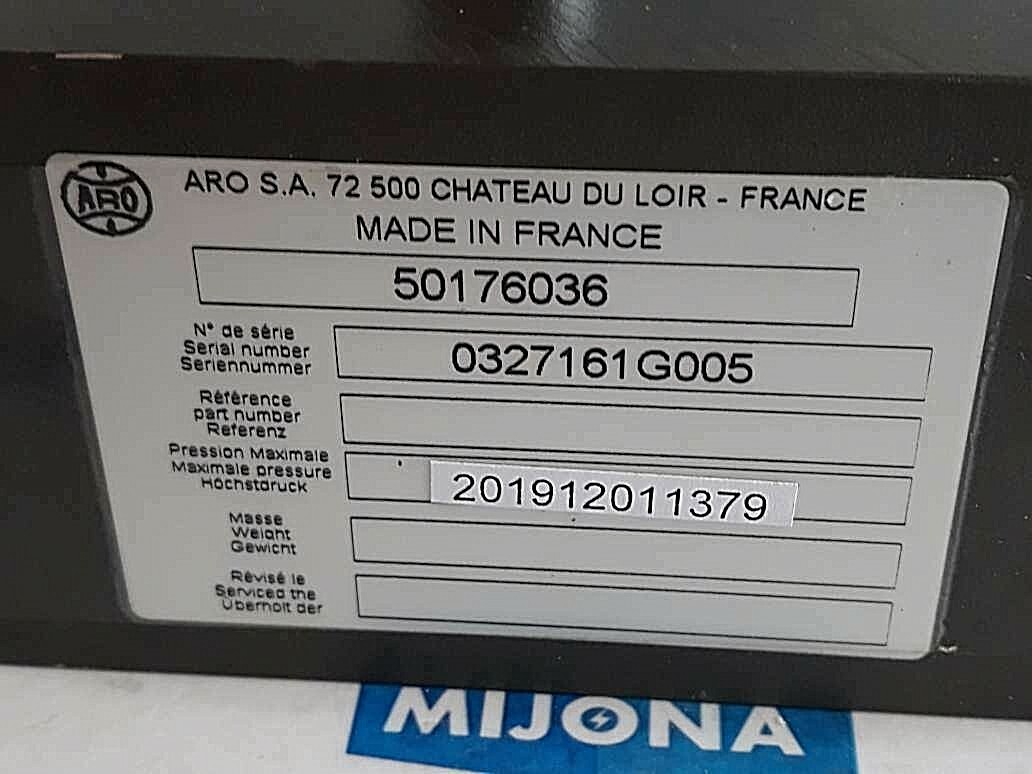 ARO
ARO S.A. 72 500 CHATEAU DU LOIR - FRANCE
MADE IN FRANCE
50176036
N° de série
Serial number
Seriennummer
0327161G005
Référence
part number
Referenz
Pression Maximale
Maximale pressure
Höchstdruck
201912011379
Masse
Weight
Gewicht
Révisé le
Serviced the
Überholt der
MIJONA